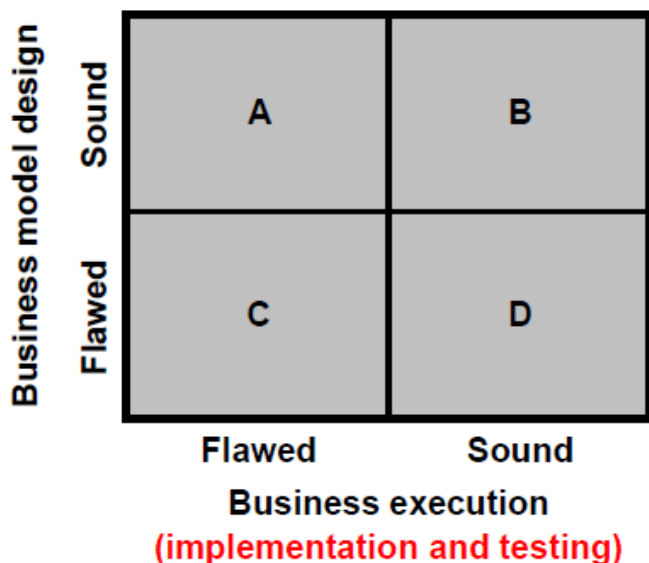 Business model design
Sound
Flawed
A
B
C
D
Flawed
Sound
Business execution
(implementation and testing)